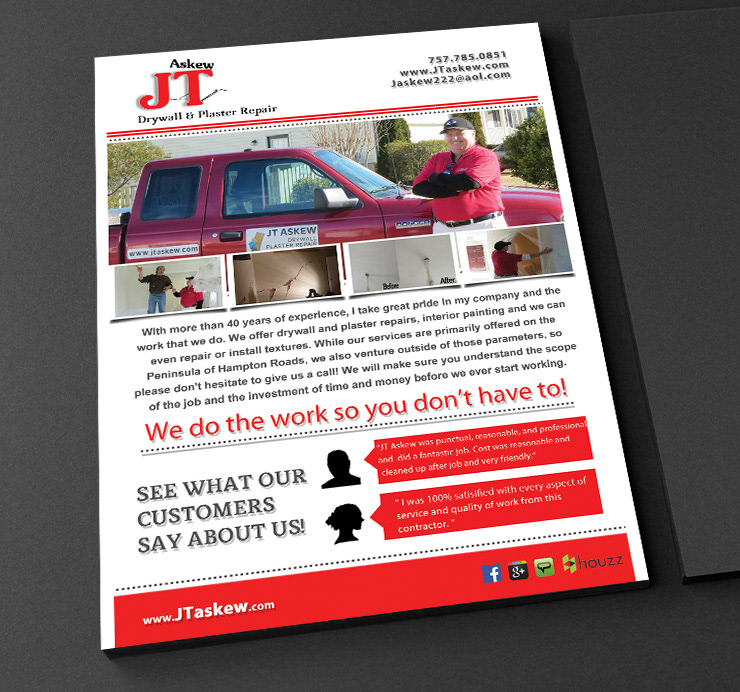 Askew
JT
Drywall & Plaster Repair
757.785.0851
www.JTaskew.com
Jaskew222@aol.com
www.jtaskew.com
JT ASKEW
DRYWALL
PLASTER REPAIR
Before
After
With more than 40 years of experience, I take great pride in my company and the
work that we do. We offer drywall and plaster repairs, interior painting and we can
even repair or install textures. While our services are primarily offered on the
Peninsula of Hampton Roads, we also venture outside of those parameters, so
please don't hesitate to give us a call! We will make sure you understand the scope
of the job and the investment of time and money before we ever start working.
We do the work so you don't have to!
SEE WHAT OUR
CUSTOMERS
SAY ABOUT US!
"JT Askew was punctual, reasonable, and professional
and did a fantastic job. Cost was reasonable and
cleaned up after job and very friendly."
" I was 100% satisified with every aspect of
service and quality of work from this
contractor. "
f
g+
houzz
www.JTaskew.com